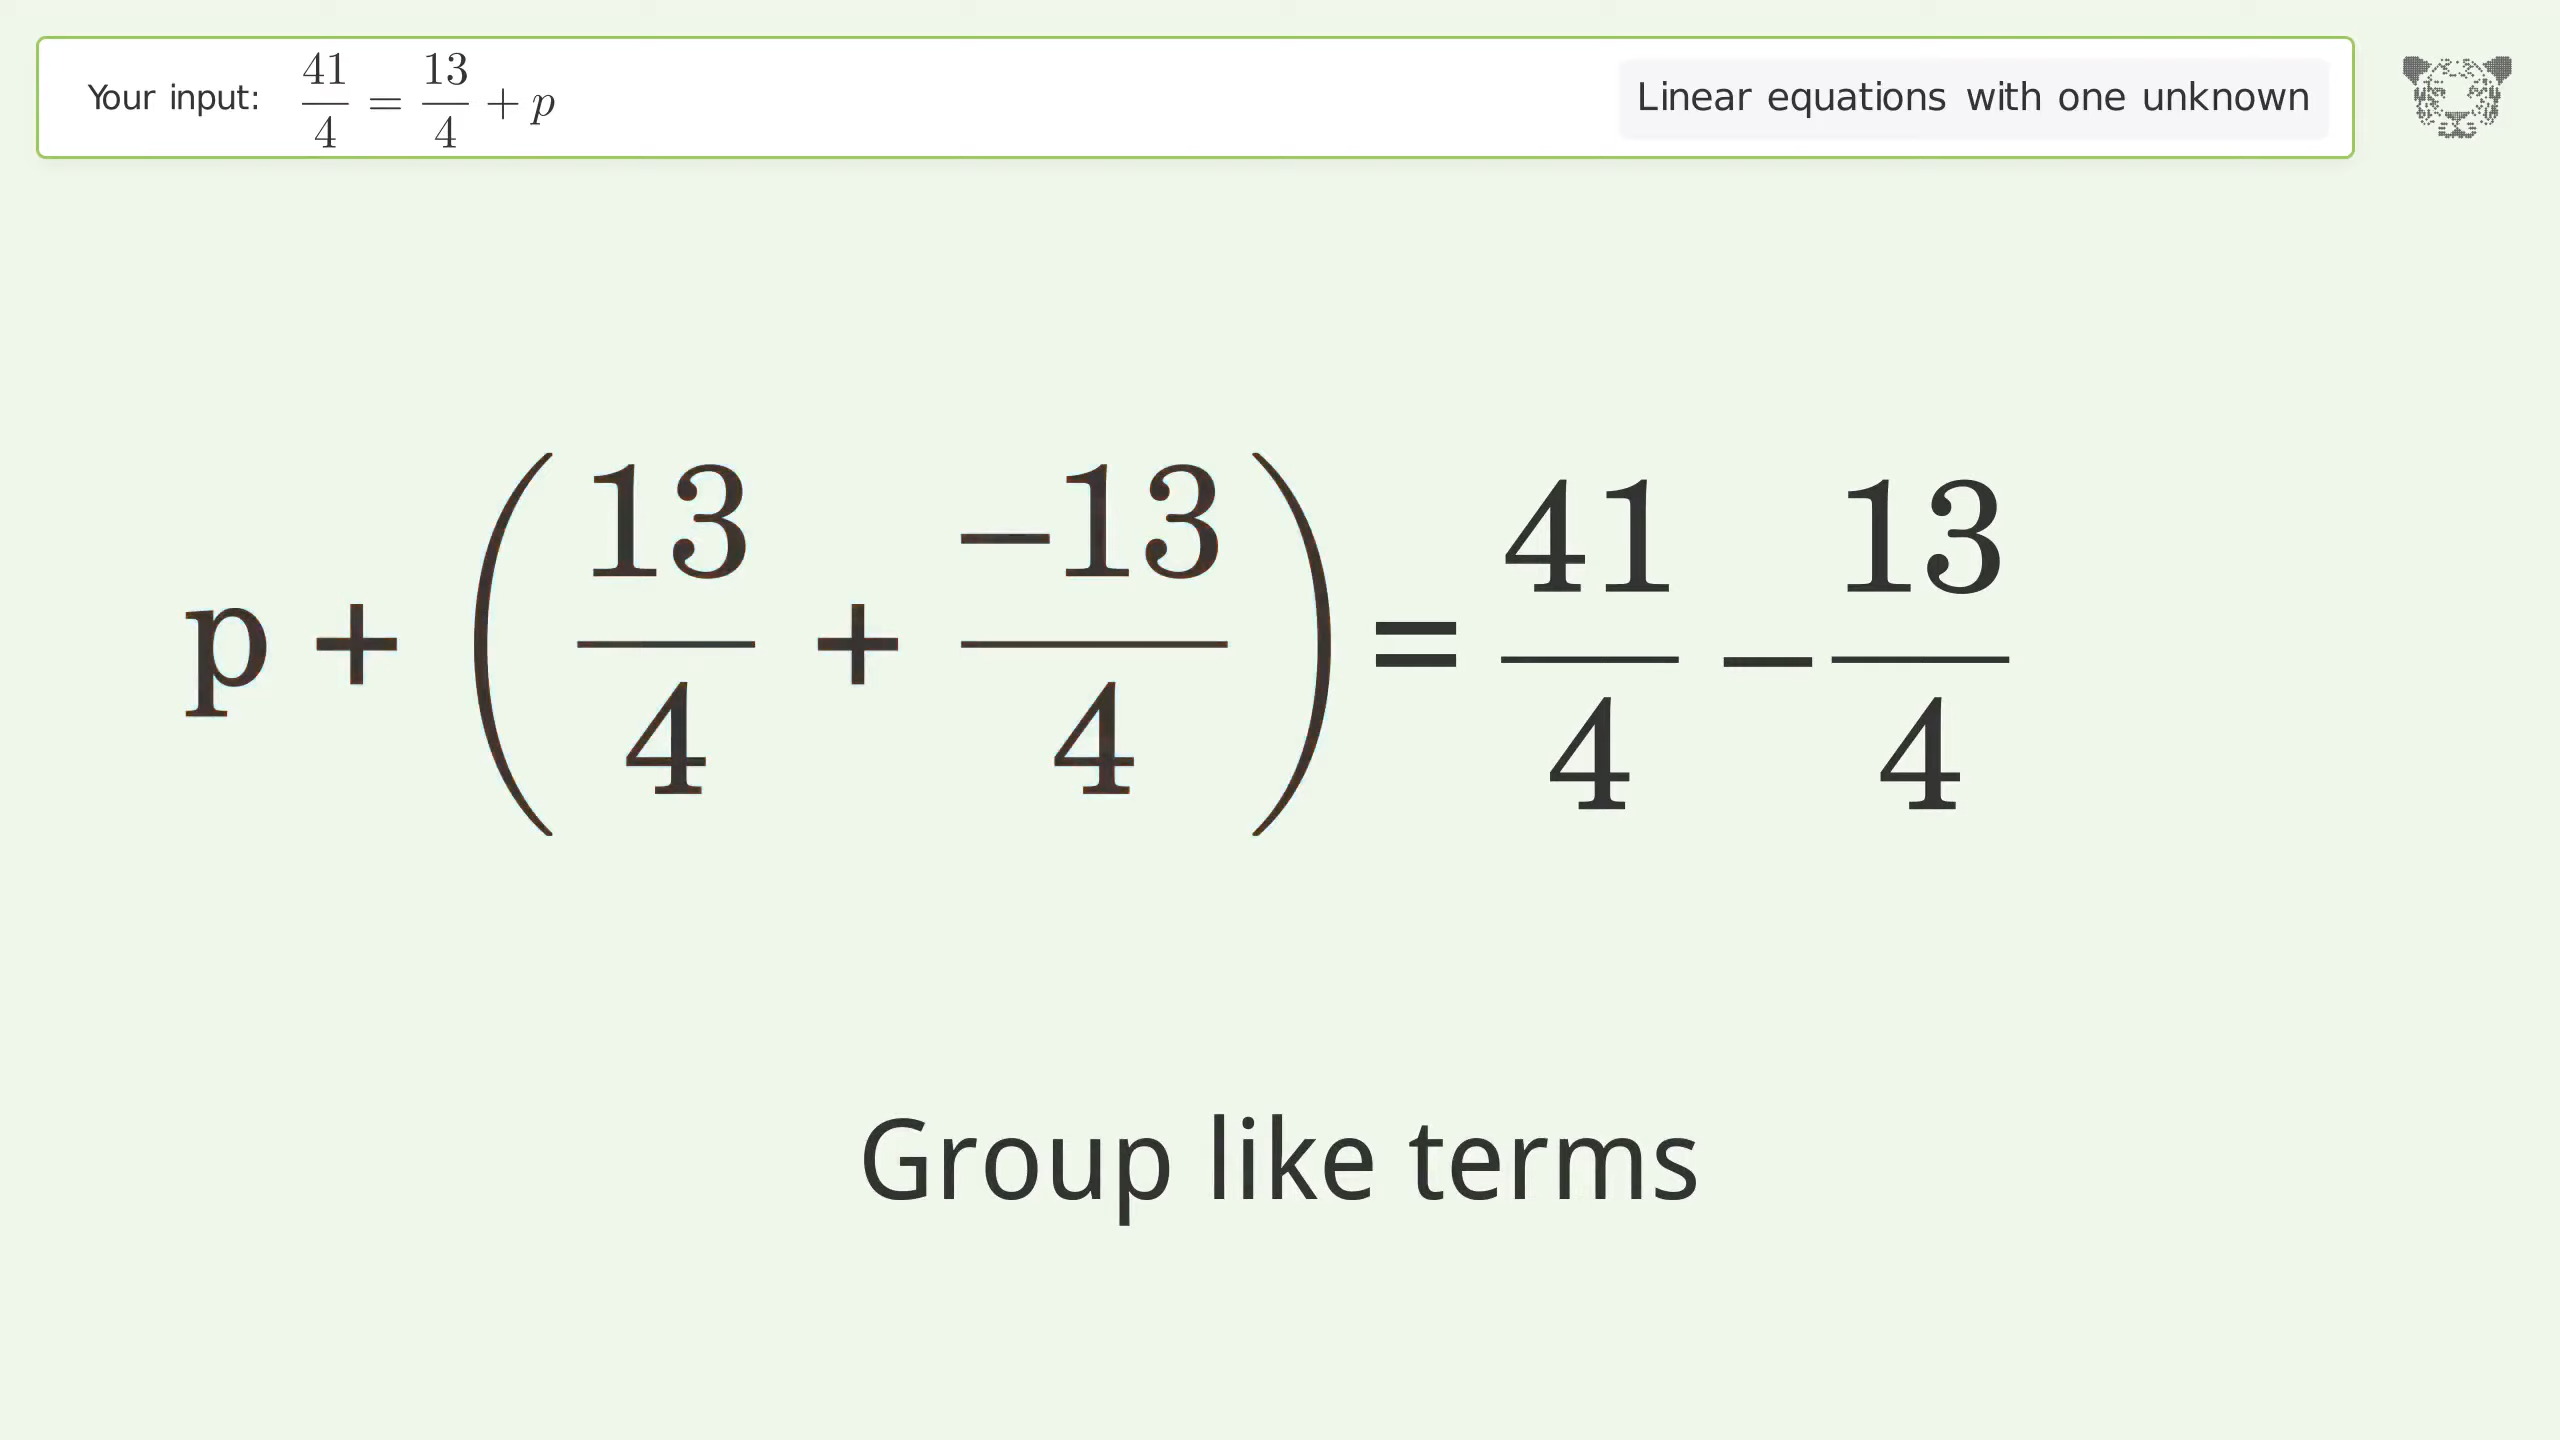 Your input: 41/4 = 13/4 + p
Linear equations with one unknown
p + (13/4 + −13/4) = 41/4 − 13/4
Group like terms